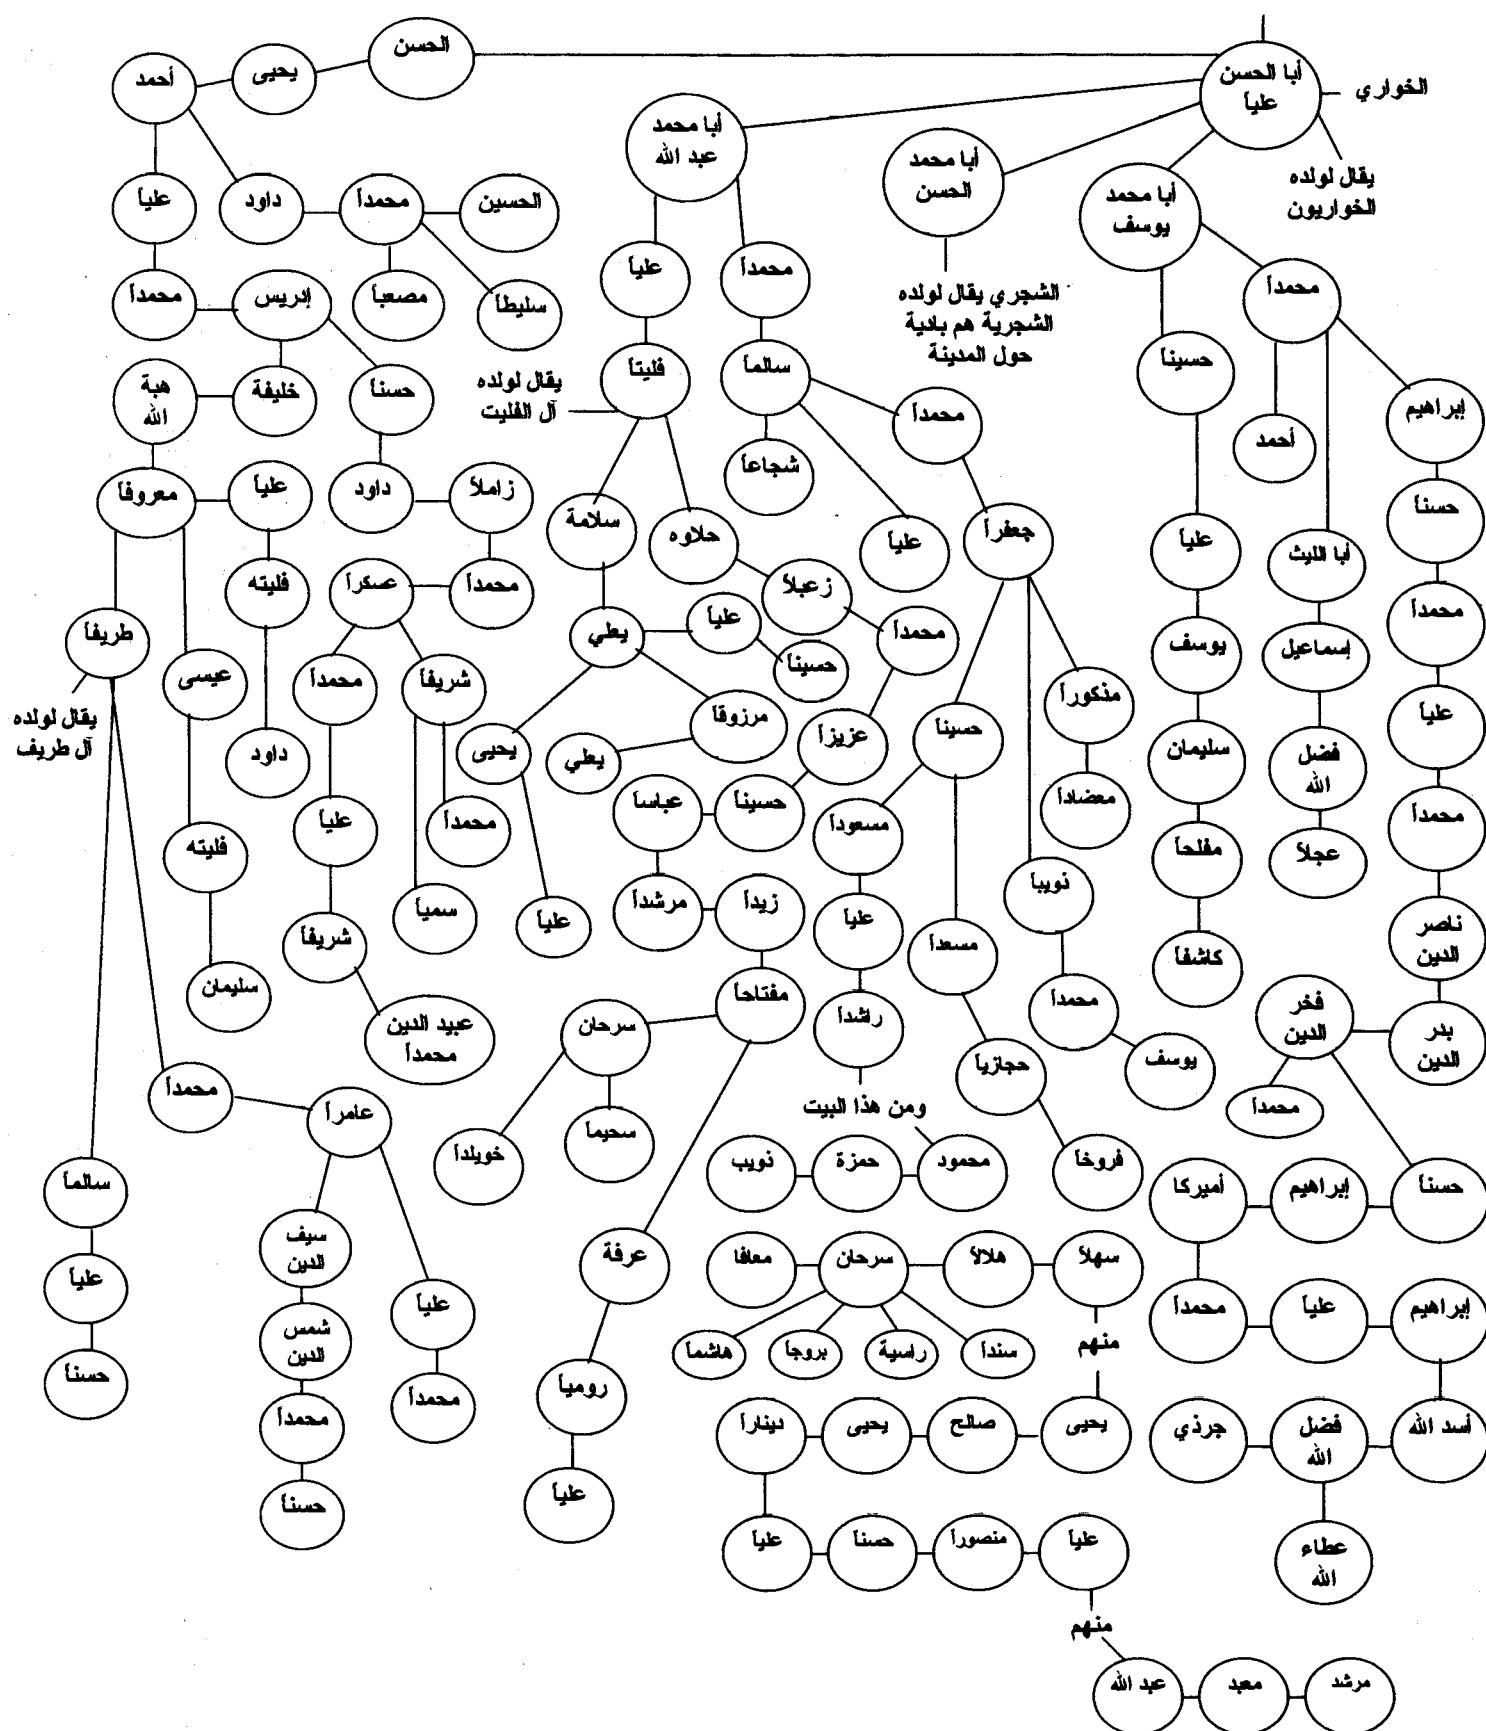 الحسن
يحيى
أحمد
أبا الحسن
علياً
الخواري
يقال لولده
الخواريون
أبا محمد
عبد الله
أبا محمد
الحسن
أبا محمد
يوسف
علياً
داود
محمداً
الحسين
مصعباً
سليطاً
علياً
محمداً
الشجري يقال لولده
الشجرية هم بادية
حول المدينة
محمداً
محمداً
إدريس
هبة
الله
خليفة
حسناً
يقال لولده
آل الفليت
فليتاً
سالماً
محمداً
حسيناً
أحمد
إبراهيم
معروفاً
علياً
داود
زاملاً
شجاعاً
سلامة
حلاوه
علياً
جعفراً
علياً
أبا الليث
حسناً
فليته
عسكراً
محمداً
زعبلاً
محمداً
طريفاً
عيسى
محمداً
شريفاً
يعلي
علياً
حسيناً
يوسف
إسماعيل
محمداً
يقال لولده
آل طريف
داود
يحيى
مرزوقاً
يعلي
عزيزاً
حسيناً
مذكوراً
سليمان
فضل
الله
علياً
فليته
علياً
محمداً
عباساً
حسيناً
مسعوداً
معضاداً
مفلحاً
عجلاً
محمداً
سمياً
علياً
مرشداً
زيداً
علياً
مسعداً
نويباً
كاشفاً
ناصر
الدين
سليمان
شريفاً
عبيد الدين
محمداً
سرحان
مفتاحاً
راشداً
محمداً
فخر
الدين
بدر
الدين
محمداً
عامراً
خويلداً
سحيماً
ومن هذا البيت
حجازياً
يوسف
محمداً
نويب
حمزة
محمود
فروخاً
أميركا
إبراهيم
حسناً
سالماً
سيف
الدين
عرفة
معافا
سرحان
هلالاً
سهلاً
علياً
شمس
الدين
علياً
هاشما
بروجا
راسية
سنداً
منهم
محمداً
علياً
إبراهيم
حسناً
محمداً
محمداً
رومياً
ديناراً
يحيى
صالح
يحيى
جرذي
فضل
الله
أسد الله
حسناً
علياً
علياً
حسناً
منصوراً
علياً
عطاء
الله
منهم
عبد الله
معبد
مرشد